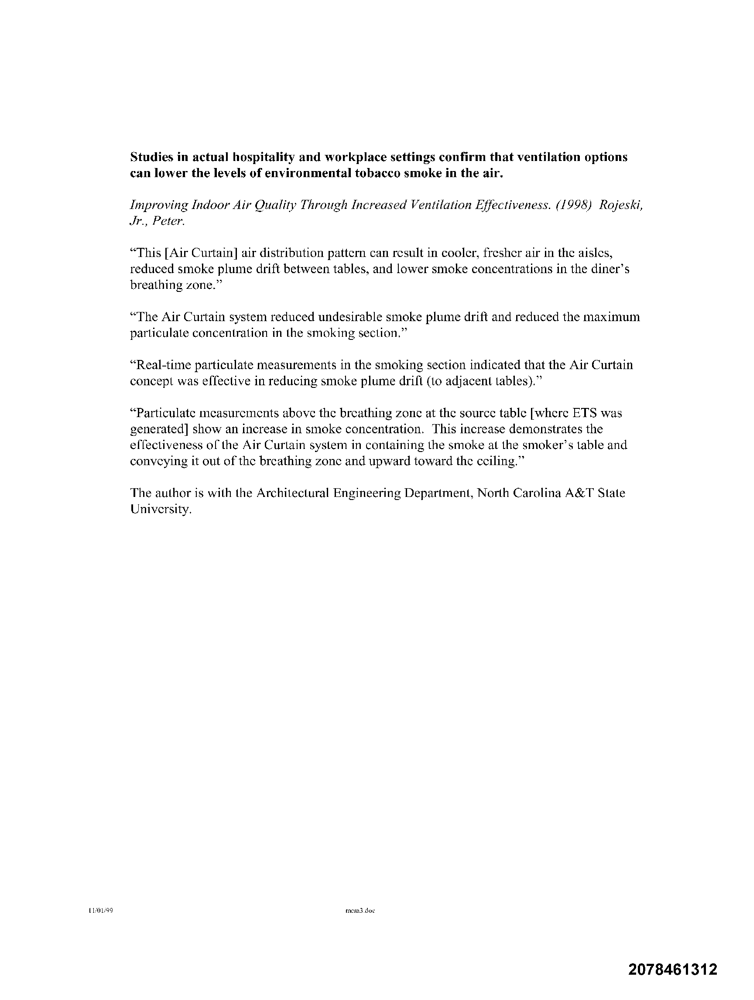 Studies in actual hospitality and workplace settings confirm that ventilation options
can lower the levels of environmental tobacco smoke in the air.
Improving Indoor Air Quality Through Increased Ventilation Effectiveness. (1998) Rojeski,
Jr., Peter.
“This [Air Curtain] air distribution pattern can result in cooler, fresher air in the aisles,
reduced smoke plume drift between tables, and lower smoke concentrations in the diner’s
breathing zone.”
“The Air Curtain system reduced undesirable smoke plume drift and reduced the maximum
particulate concentration in the smoking section.”
“Real-time particulate measurements in the smoking section indicated that the Air Curtain
concept was effective in reducing smoke plume drift (to adjacent tables).”
“Particulate measurements above the breathing zone at the source table [where ETS was
generated] show an increase in smoke concentration. This increase demonstrates the
effectiveness of the Air Curtain system in containing the smoke at the smoker’s table and
conveying it out of the breathing zone and upward toward the ceiling.”
The author is with the Architectural Engineering Department, North Carolina A&T State
University.
11/01/99
2078461312